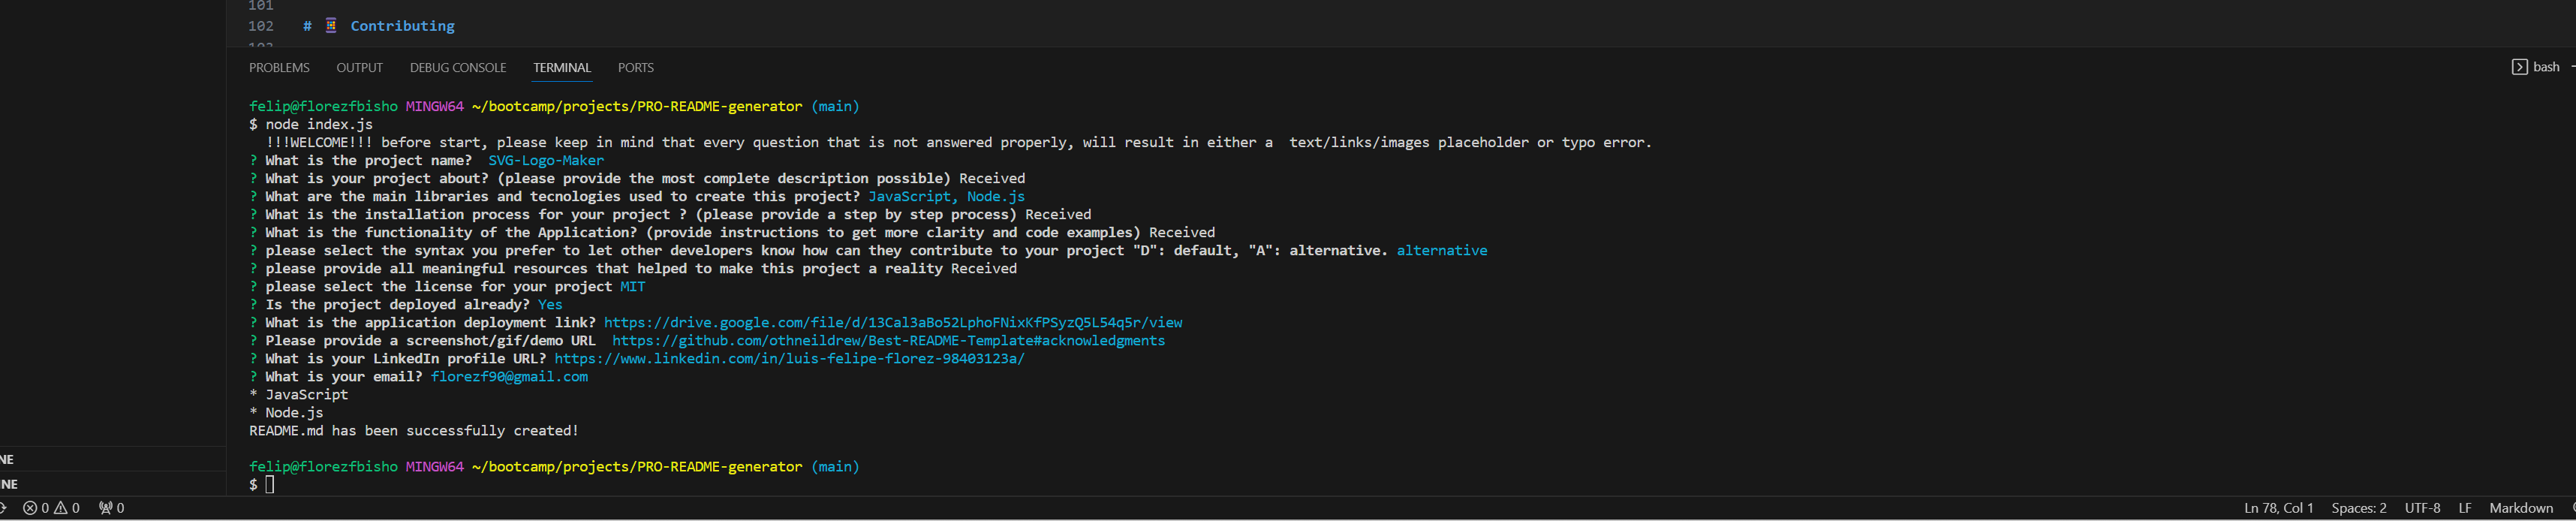 101
102 # Contributing
103
PROBLEMS OUTPUT DEBUG CONSOLE TERMINAL PORTS bash
felip@florezfbisho MINGW64 ~/bootcamp/projects/PRO-README-generator (main)
$ node index.js
!!!WELCOME!!! before start, please keep in mind that every question that is not answered properly, will result in either a  text/links/images placeholder or typo error.
? What is the project name?  SVG-Logo-Maker
? What is your project about? (please provide the most complete description possible) Received
? What are the main libraries and tecnologies used to create this project? JavaScript, Node.js
? What is the installation process for your project ? (please provide a step by step process) Received
? What is the functionality of the Application? (provide instructions to get more clarity and code examples) Received
? please select the syntax you prefer to let other developers know how can they contribute to your project "D": default, "A": alternative. alternative
? please provide all meaningful resources that helped to make this project a reality Received
? please select the license for your project MIT
? Is the project deployed already? Yes
? What is the application deployment link? https://drive.google.com/file/d/13Cal3aBo52LphoFNixKfPSyzQ5L54q5r/view
? Please provide a screenshot/gif/demo URL  https://github.com/othneildrew/Best-README-Template#acknowledgments
? What is your LinkedIn profile URL? https://www.linkedin.com/in/luis-felipe-florez-98403123a/
? What is your email? florezf90@gmail.com
* JavaScript
* Node.js
README.md has been successfully created!
felip@florezfbisho MINGW64 ~/bootcamp/projects/PRO-README-generator (main)
$
NE
INE
0 0 0 Ln 78, Col 1 Spaces: 2 UTF-8 LF Markdown